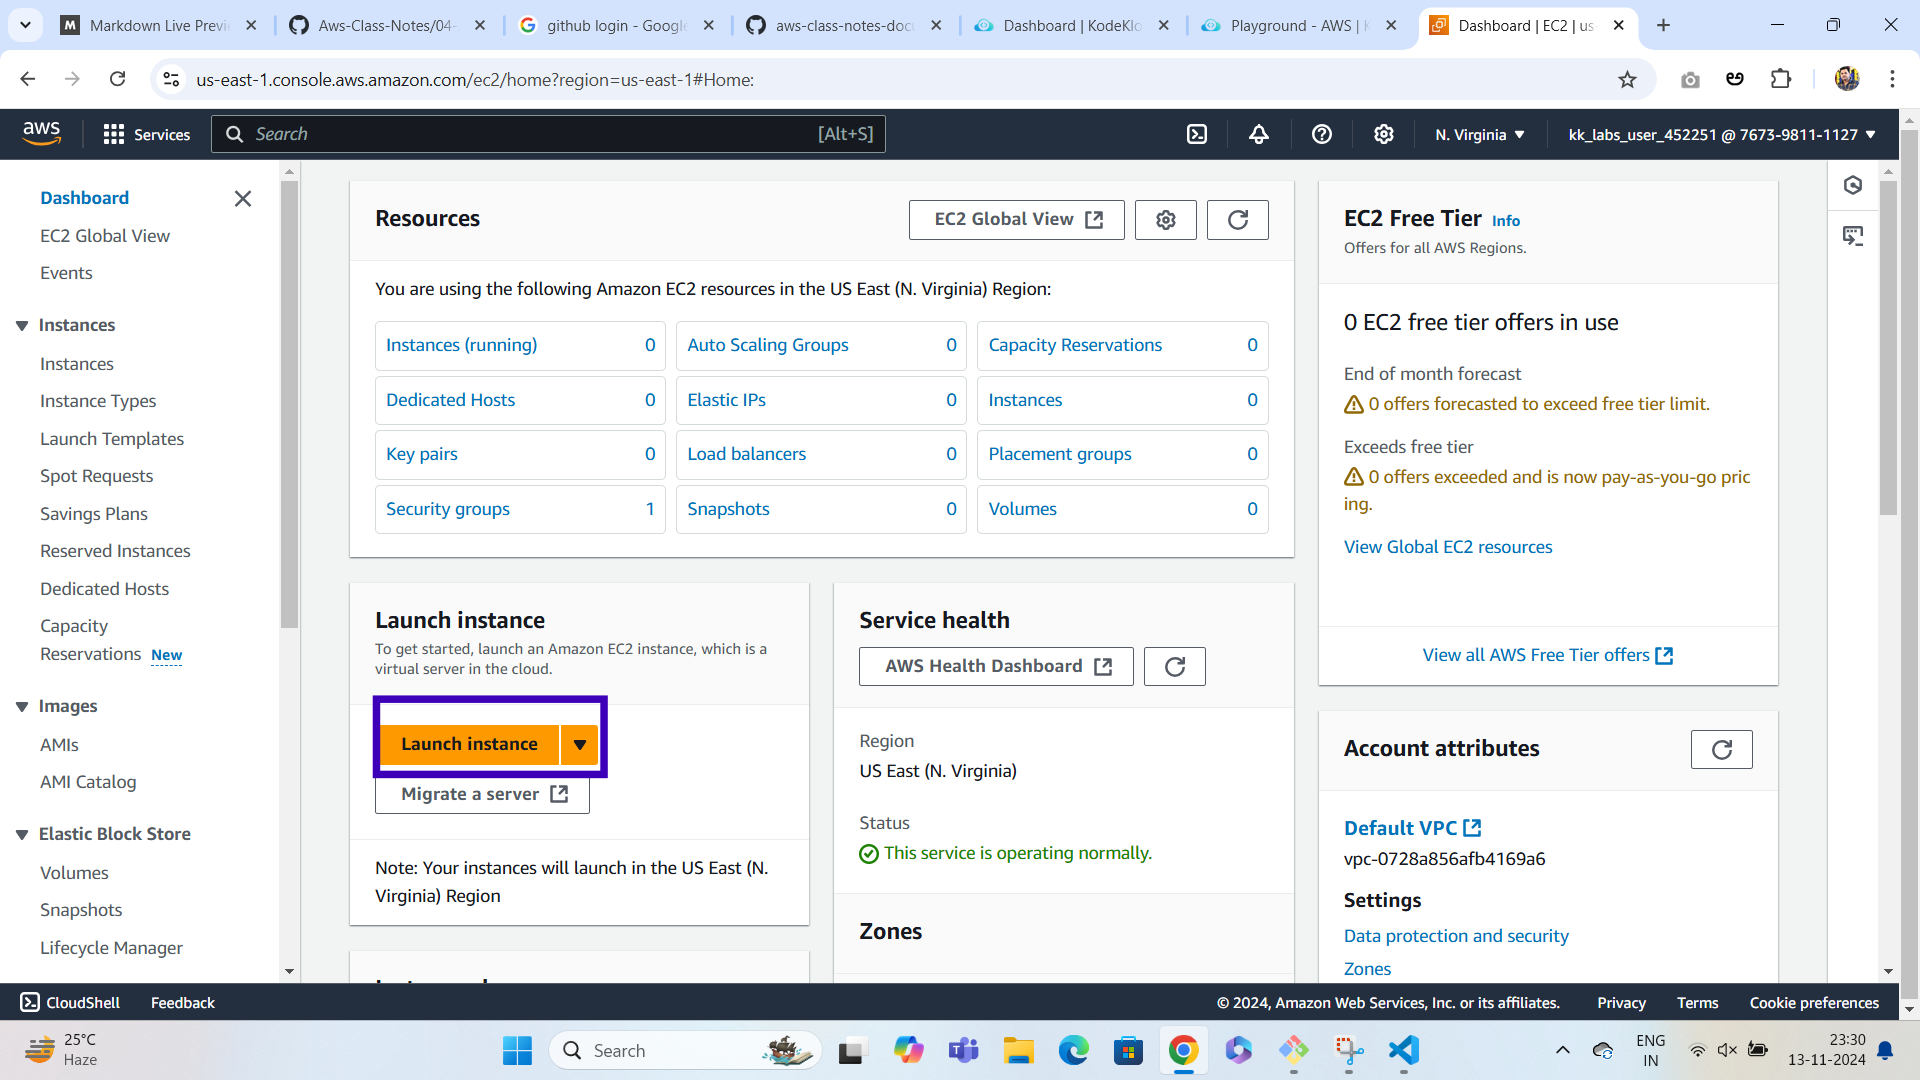 Markdown Live Previ
Aws-Class-Notes/04-
github login - Google
aws-class-notes-docu
Dashboard | KodeKlo
Playground - AWS | K
Dashboard | EC2 | us-
us-east-1.console.aws.amazon.com/ec2/home?region=us-east-1#Home:
aws
Services
Search
[Alt+S]
N. Virginia
kk_labs_user_452251 @ 7673-9811-1127
Dashboard
EC2 Global View
Events
Instances
Instances
Instance Types
Launch Templates
Spot Requests
Savings Plans
Reserved Instances
Dedicated Hosts
Capacity
Reservations New
Images
AMIs
AMI Catalog
Elastic Block Store
Volumes
Snapshots
Lifecycle Manager
Resources
EC2 Global View
You are using the following Amazon EC2 resources in the US East (N. Virginia) Region:
Instances (running) 0
Auto Scaling Groups 0
Capacity Reservations 0
Dedicated Hosts 0
Elastic IPs 0
Instances 0
Key pairs 0
Load balancers 0
Placement groups 0
Security groups 1
Snapshots 0
Volumes 0
Launch instance
To get started, launch an Amazon EC2 instance, which is a
virtual server in the cloud.
Launch instance
Migrate a server
Note: Your instances will launch in the US East (N.
Virginia) Region
Service health
AWS Health Dashboard
Region
US East (N. Virginia)
Status
This service is operating normally.
Zones
EC2 Free Tier Info
Offers for all AWS Regions.
0 EC2 free tier offers in use
End of month forecast
0 offers forecasted to exceed free tier limit.
Exceeds free tier
0 offers exceeded and is now pay-as-you-go pric
ing.
View Global EC2 resources
View all AWS Free Tier offers
Account attributes
Default VPC
vpc-0728a856afb4169a6
Settings
Data protection and security
Zones
CloudShell
Feedback
© 2024, Amazon Web Services, Inc. or its affiliates.
Privacy
Terms
Cookie preferences
25°C
Haze
Search
ENG
IN
23:30
13-11-2024